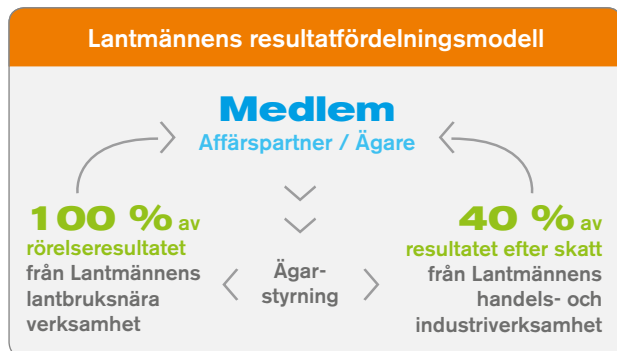 Lantmännens resultatfördelningsmodell
Medlem
Affärspartner / Ägare
100 % av
rörelseresultatet
från Lantmännens
lantbruksnära
verksamhet
Ägar-
styrning
40 % av
resultatet efter skatt
från Lantmännens
handels- och
industriverksamhet